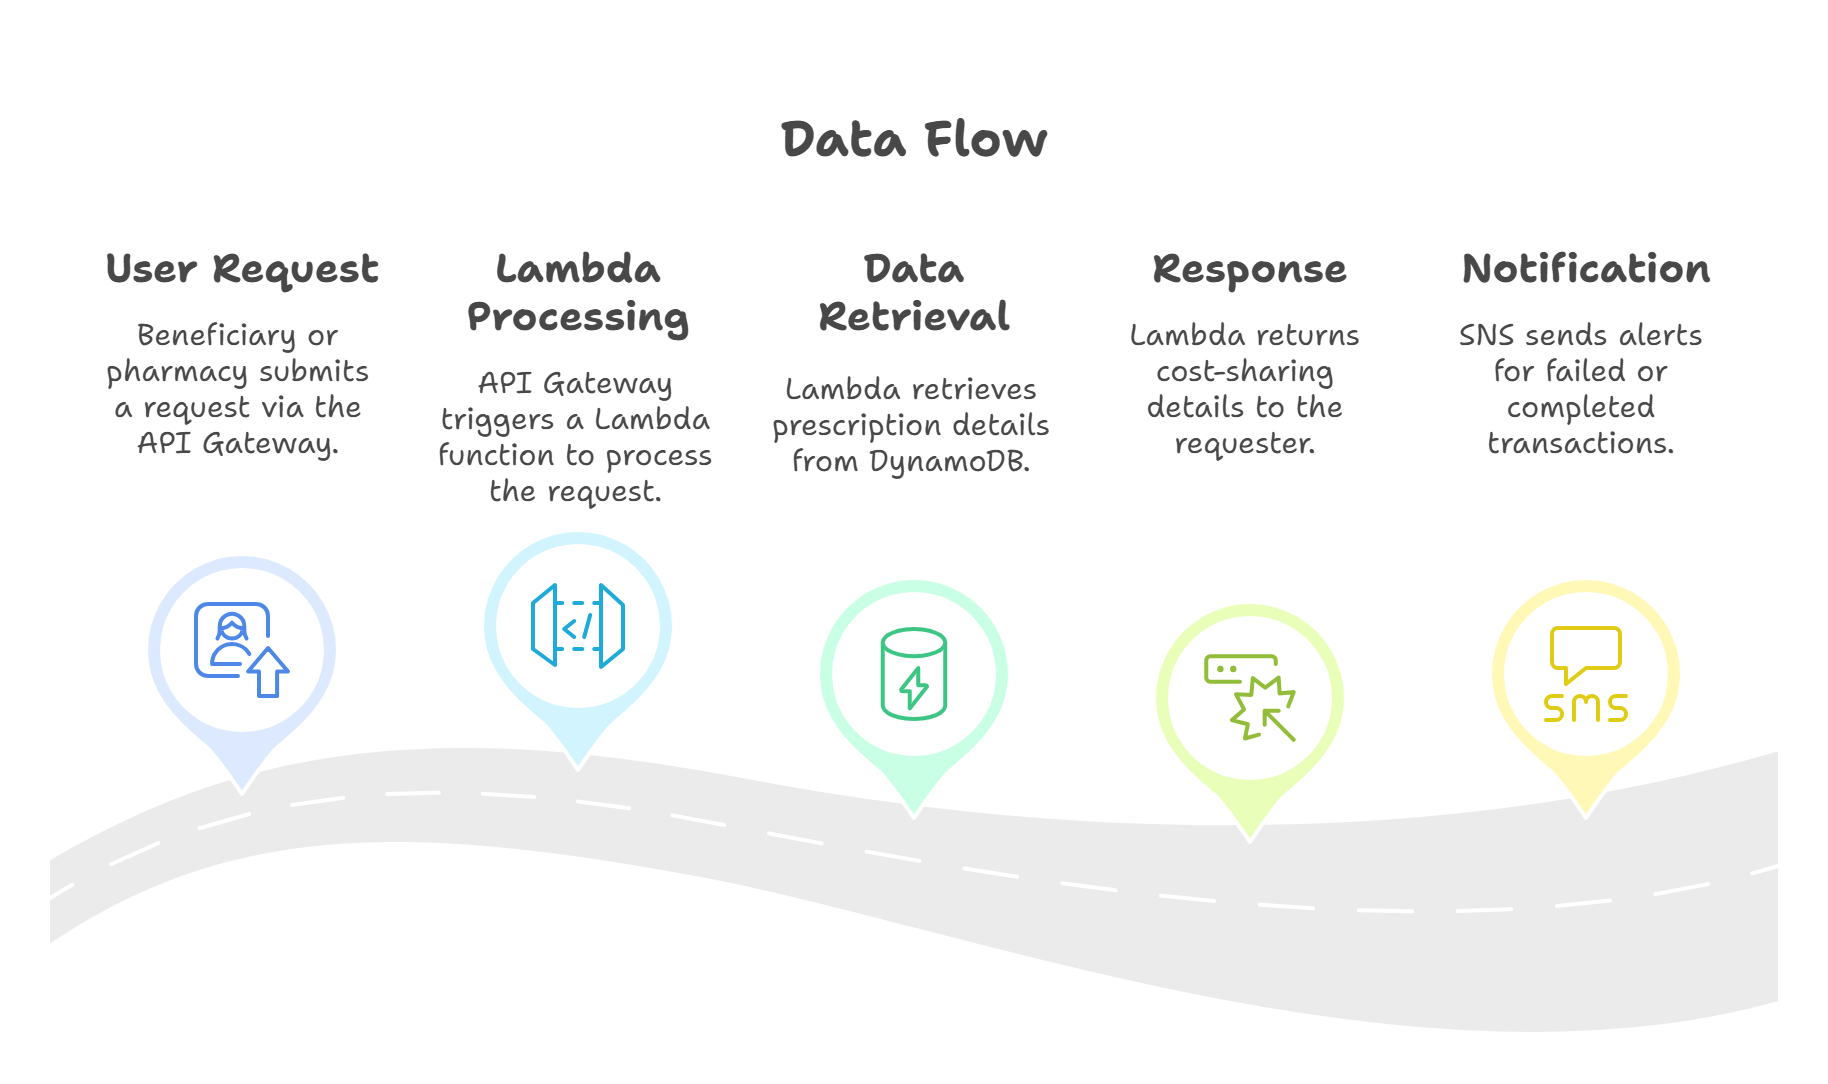 Data Flow
User Request
Beneficiary or
pharmacy submits
a request via the
API Gateway.
Lambda
Processing
API Gateway
triggers a Lambda
function to process
the request.
Data
Retrieval
Lambda retrieves
prescription details
from DynamoDB.
Response
Lambda returns
cost-sharing
details to the
requester.
Notification
SNS sends alerts
for failed or
completed
transactions.
</>
SMS